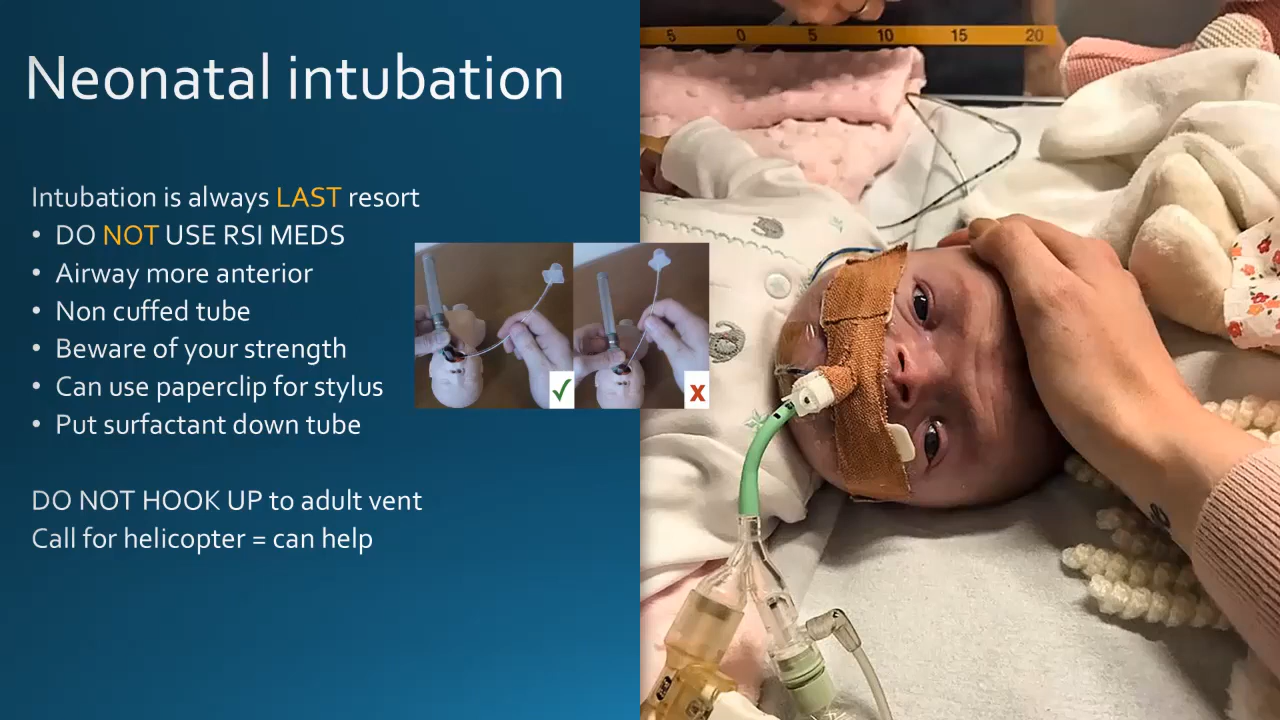 Neonatal intubation
5 0 5 10 15 20
Intubation is always LAST resort
• DO NOT USE RSI MEDS
• Airway more anterior
• Non cuffed tube
• Beware of your strength
• Can use paperclip for stylus
• Put surfactant down tube
✓ X
DO NOT HOOK UP to adult vent
Call for helicopter = can help